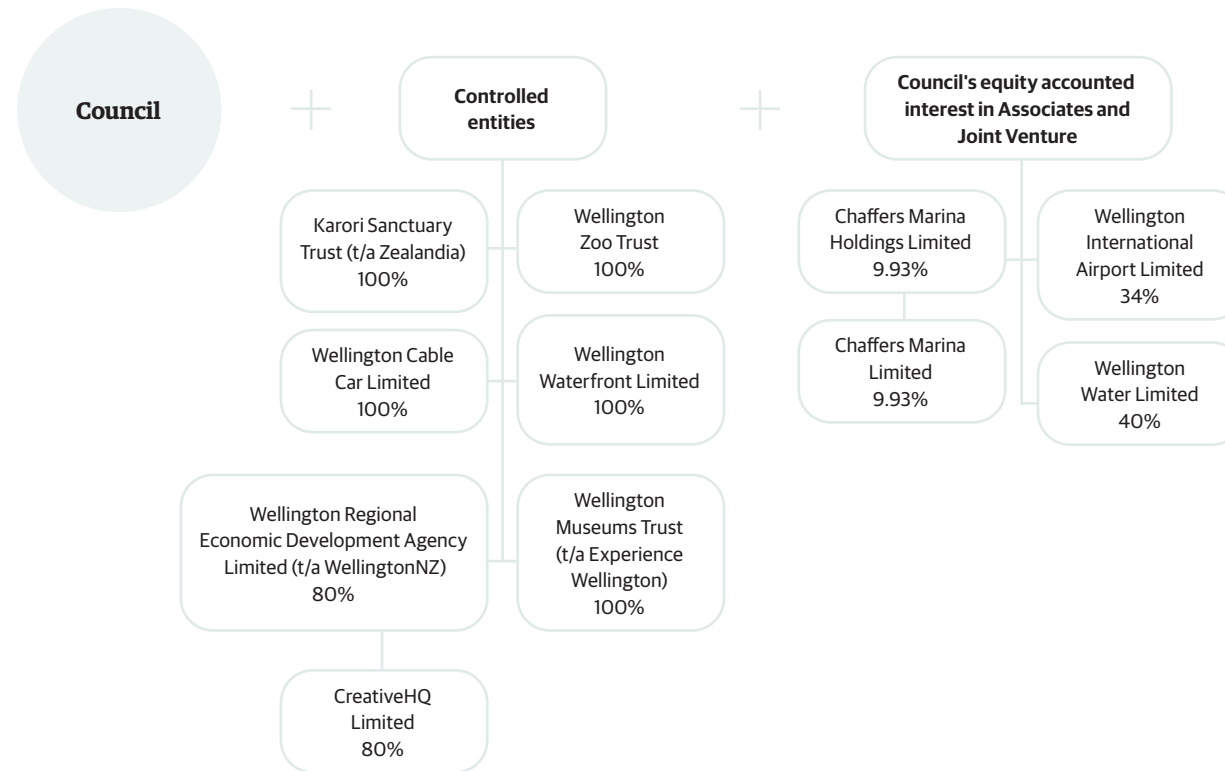 Council
Controlled
entities
Council's equity accounted
interest in Associates and
Joint Venture
Karori Sanctuary
Trust (t/a Zealandia)
100%
Wellington
Zoo Trust
100%
Chaffers Marina
Holdings Limited
9.93%
Wellington
International
Airport Limited
34%
Wellington Cable
Car Limited
100%
Wellington
Waterfront Limited
100%
Chaffers Marina
Limited
9.93%
Wellington
Water Limited
40%
Wellington Regional
Economic Development Agency
Limited (t/a WellingtonNZ)
80%
Wellington
Museums Trust
(t/a Experience
Wellington)
100%
CreativeHQ
Limited
80%